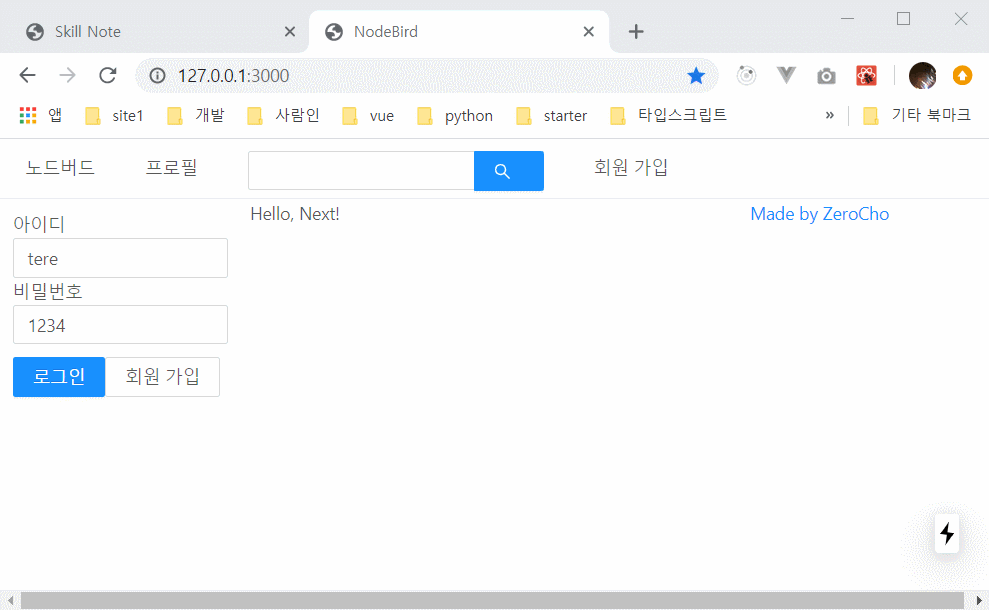 Skill Note
NodeBird
127.0.0.1:3000
앱 site1 개발 사람인 vue python starter 타입스크립트 » 기타 북마크
노드버드 프로필 회원 가입
아이디
tere
비밀번호
1234
로그인 회원 가입
Hello, Next!
Made by ZeroCho